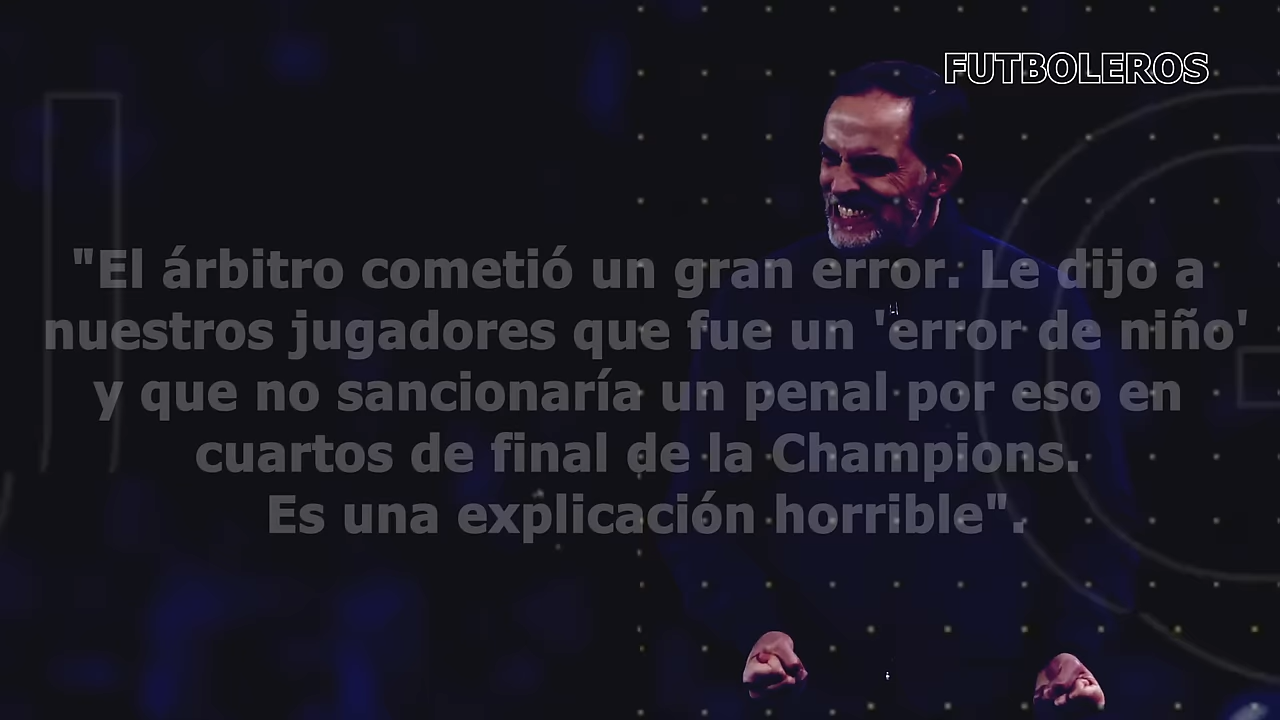 FUTBOLEROS
"El árbitro cometió un gran error. Le dijo a
nuestros jugadores que fue un 'error de niño'
y que no sancionaría un penal por eso en
cuartos de final de la Champions.
Es una explicación horrible".